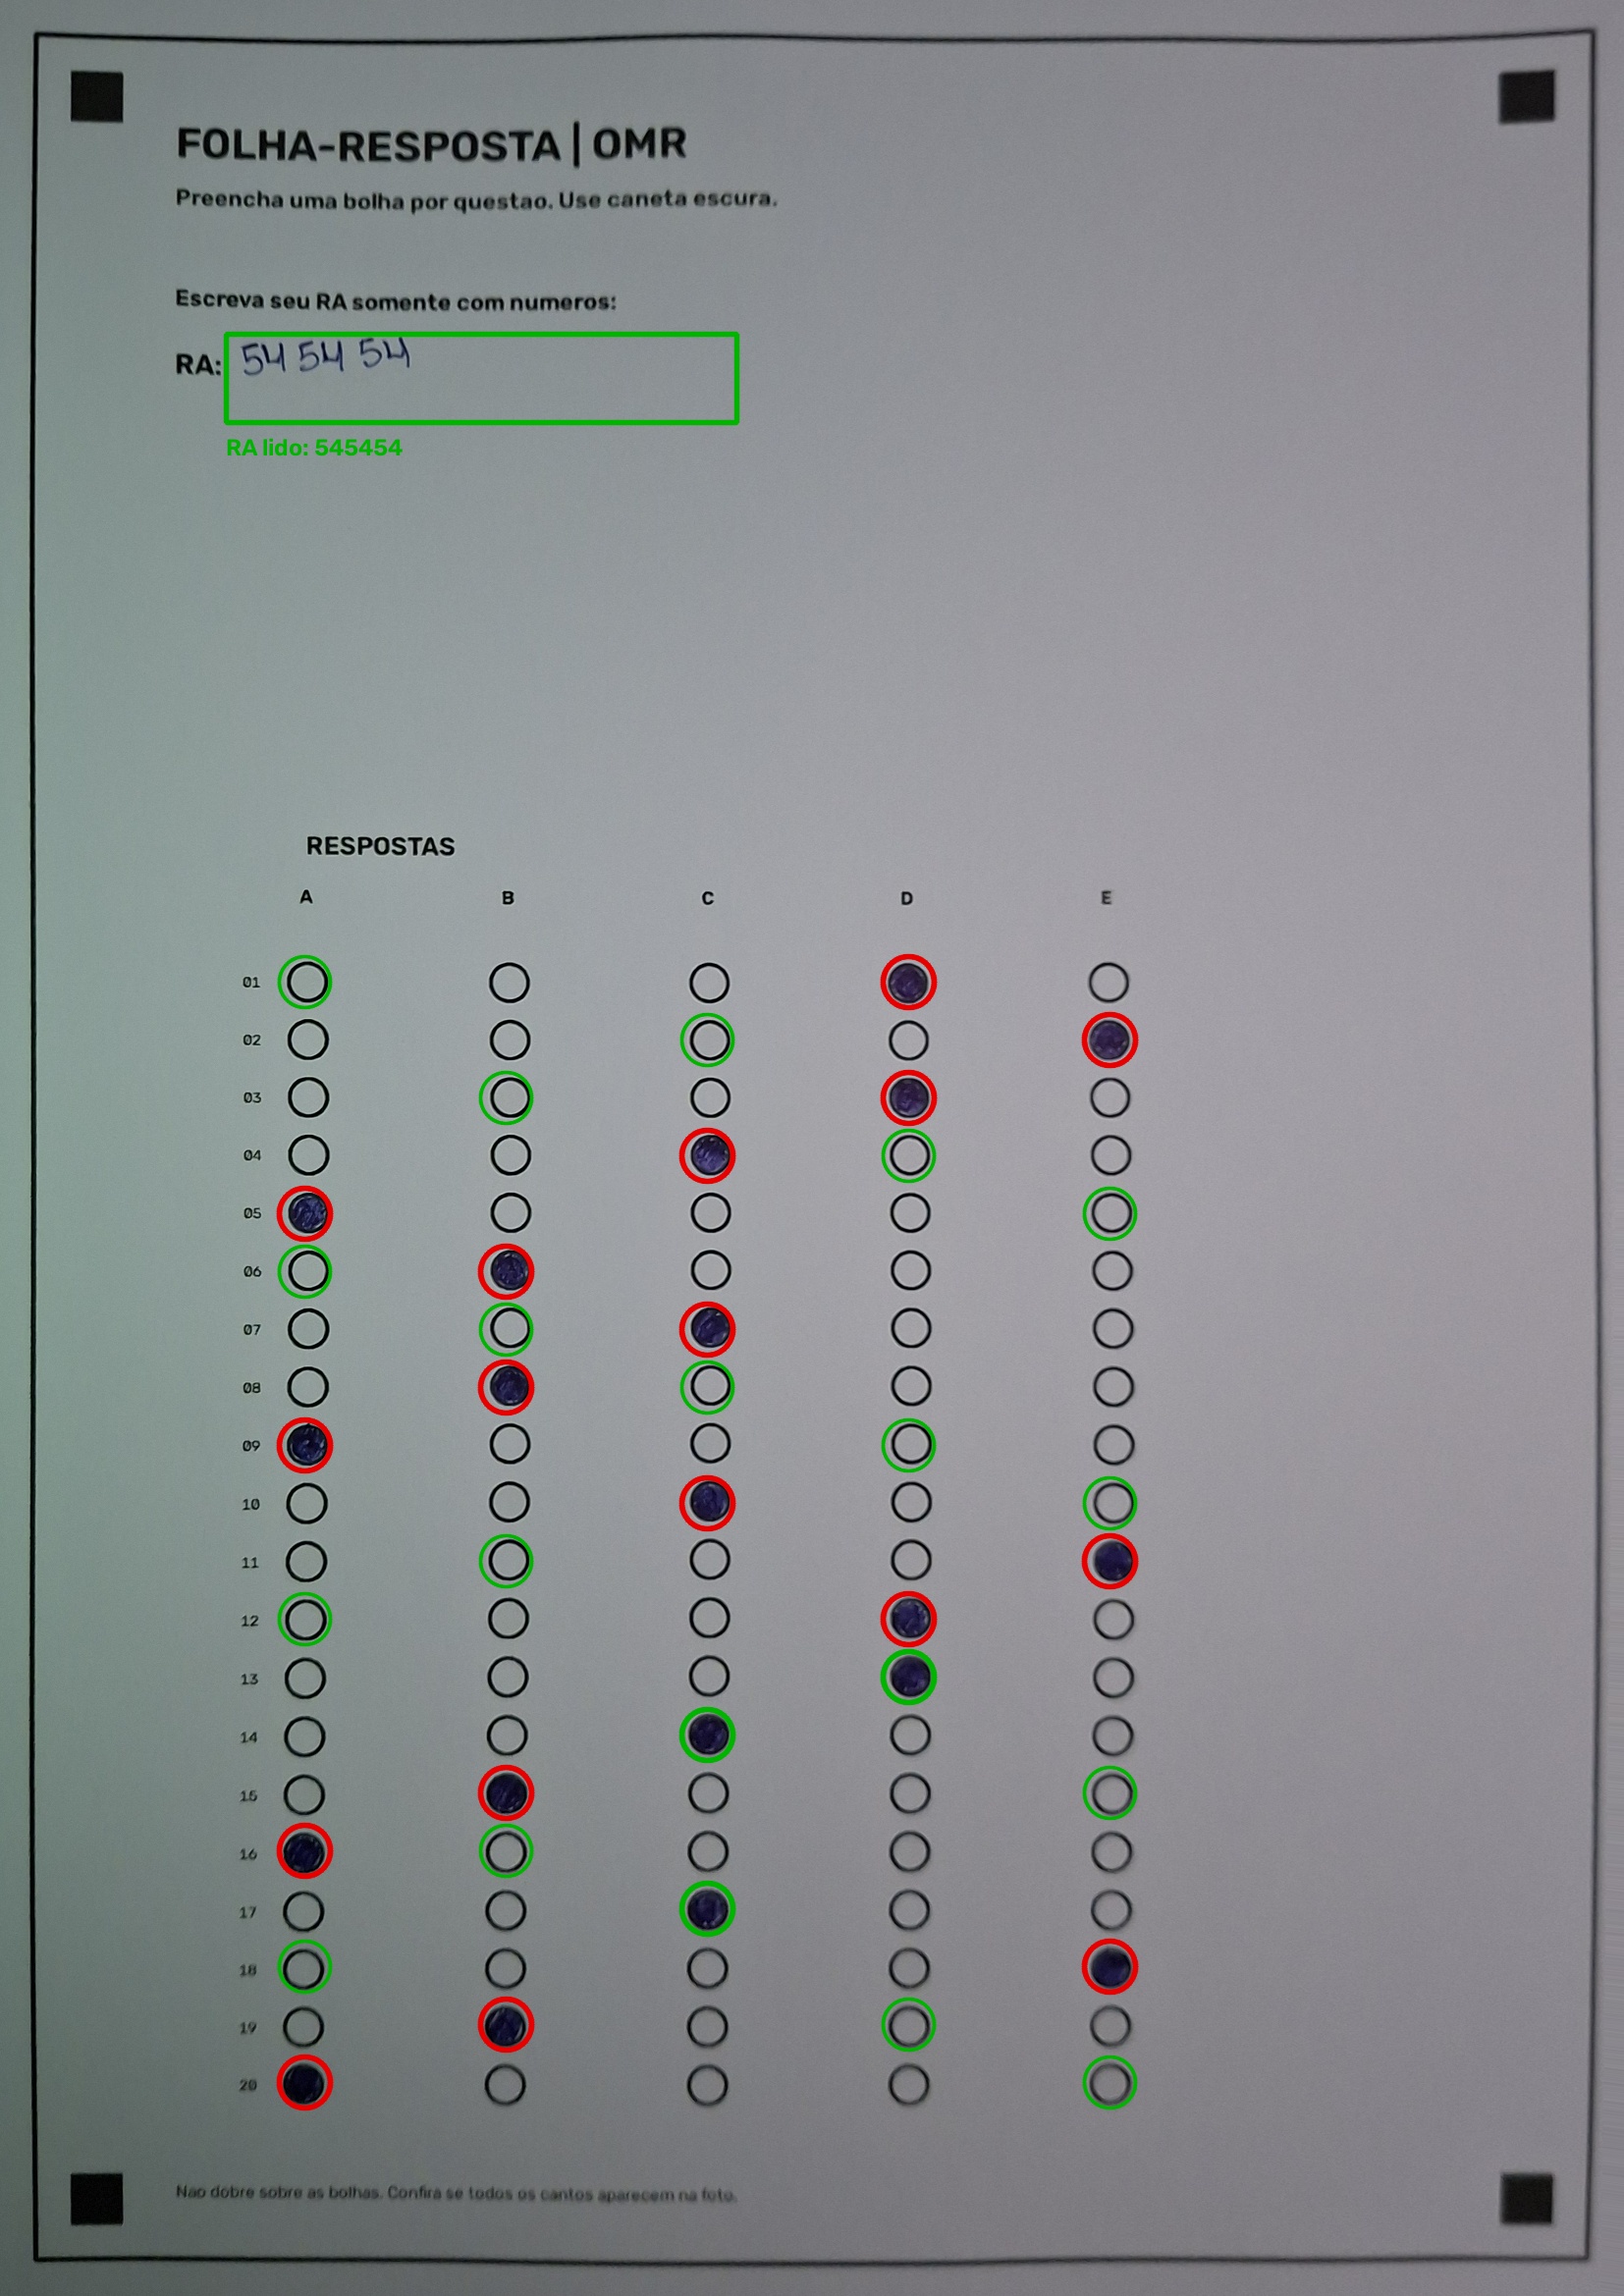 FOLHA-RESPOSTA | OMR
Preencha uma bolha por questao. Use caneta escura.
Escreva seu RA somente com numeros:
RA: 54 54 54
RA lido: 545454
RESPOSTAS
A B C D E
01
02
03
04
05
06
07
08
09
10
11
12
13
14
15
16
17
18
19
20
Nao dobre sobre as bolhas. Confira se todos os cantos aparecem na foto.